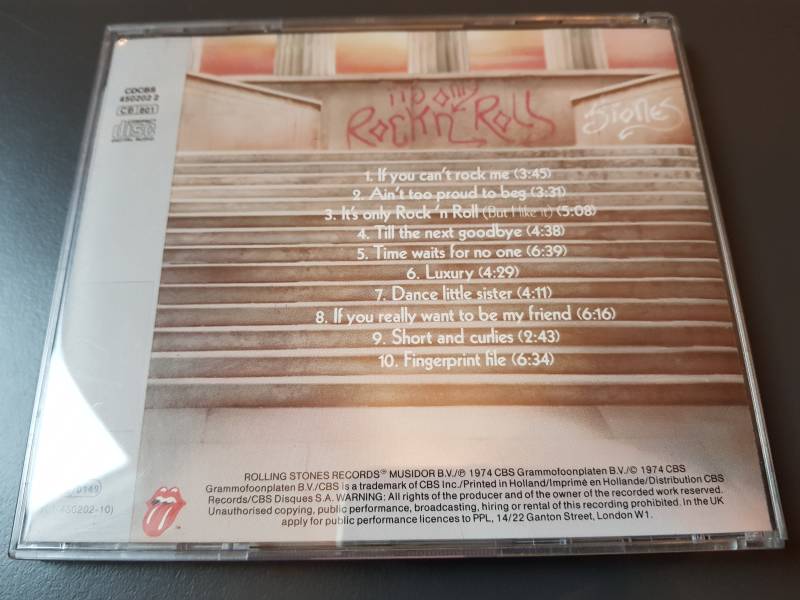 CDCBS
450202 2
CB 801
COMPACT
disc
DIGITAL AUDIO
it's only
Rock'n Roll
Stones
1. If you can't rock me (3:45)
2. Ain't too proud to beg (3:31)
3. It's only Rock 'n Roll (But I like it) (5:08)
4. Till the next goodbye (4:38)
5. Time waits for no one (6:39)
6. Luxury (4:29)
7. Dance little sister (4:11)
8. If you really want to be my friend (6:16)
9. Short and curlies (2:43)
10. Fingerprint file (6:34)
ROLLING STONES RECORDS® MUSIDOR B.V./℗ 1974 CBS Grammofoonplaten B.V./© 1974 CBS
Grammofoonplaten B.V./CBS is a trademark of CBS Inc./Printed in Holland/Imprimé en Hollande/Distribution CBS
Records/CBS Disques S.A. WARNING: All rights of the producer and of the owner of the recorded work reserved.
Unauthorised copying, public performance, broadcasting, hiring or rental of this recording prohibited. In the UK
apply for public performance licences to PPL, 14/22 Ganton Street, London W1.
450202-10)